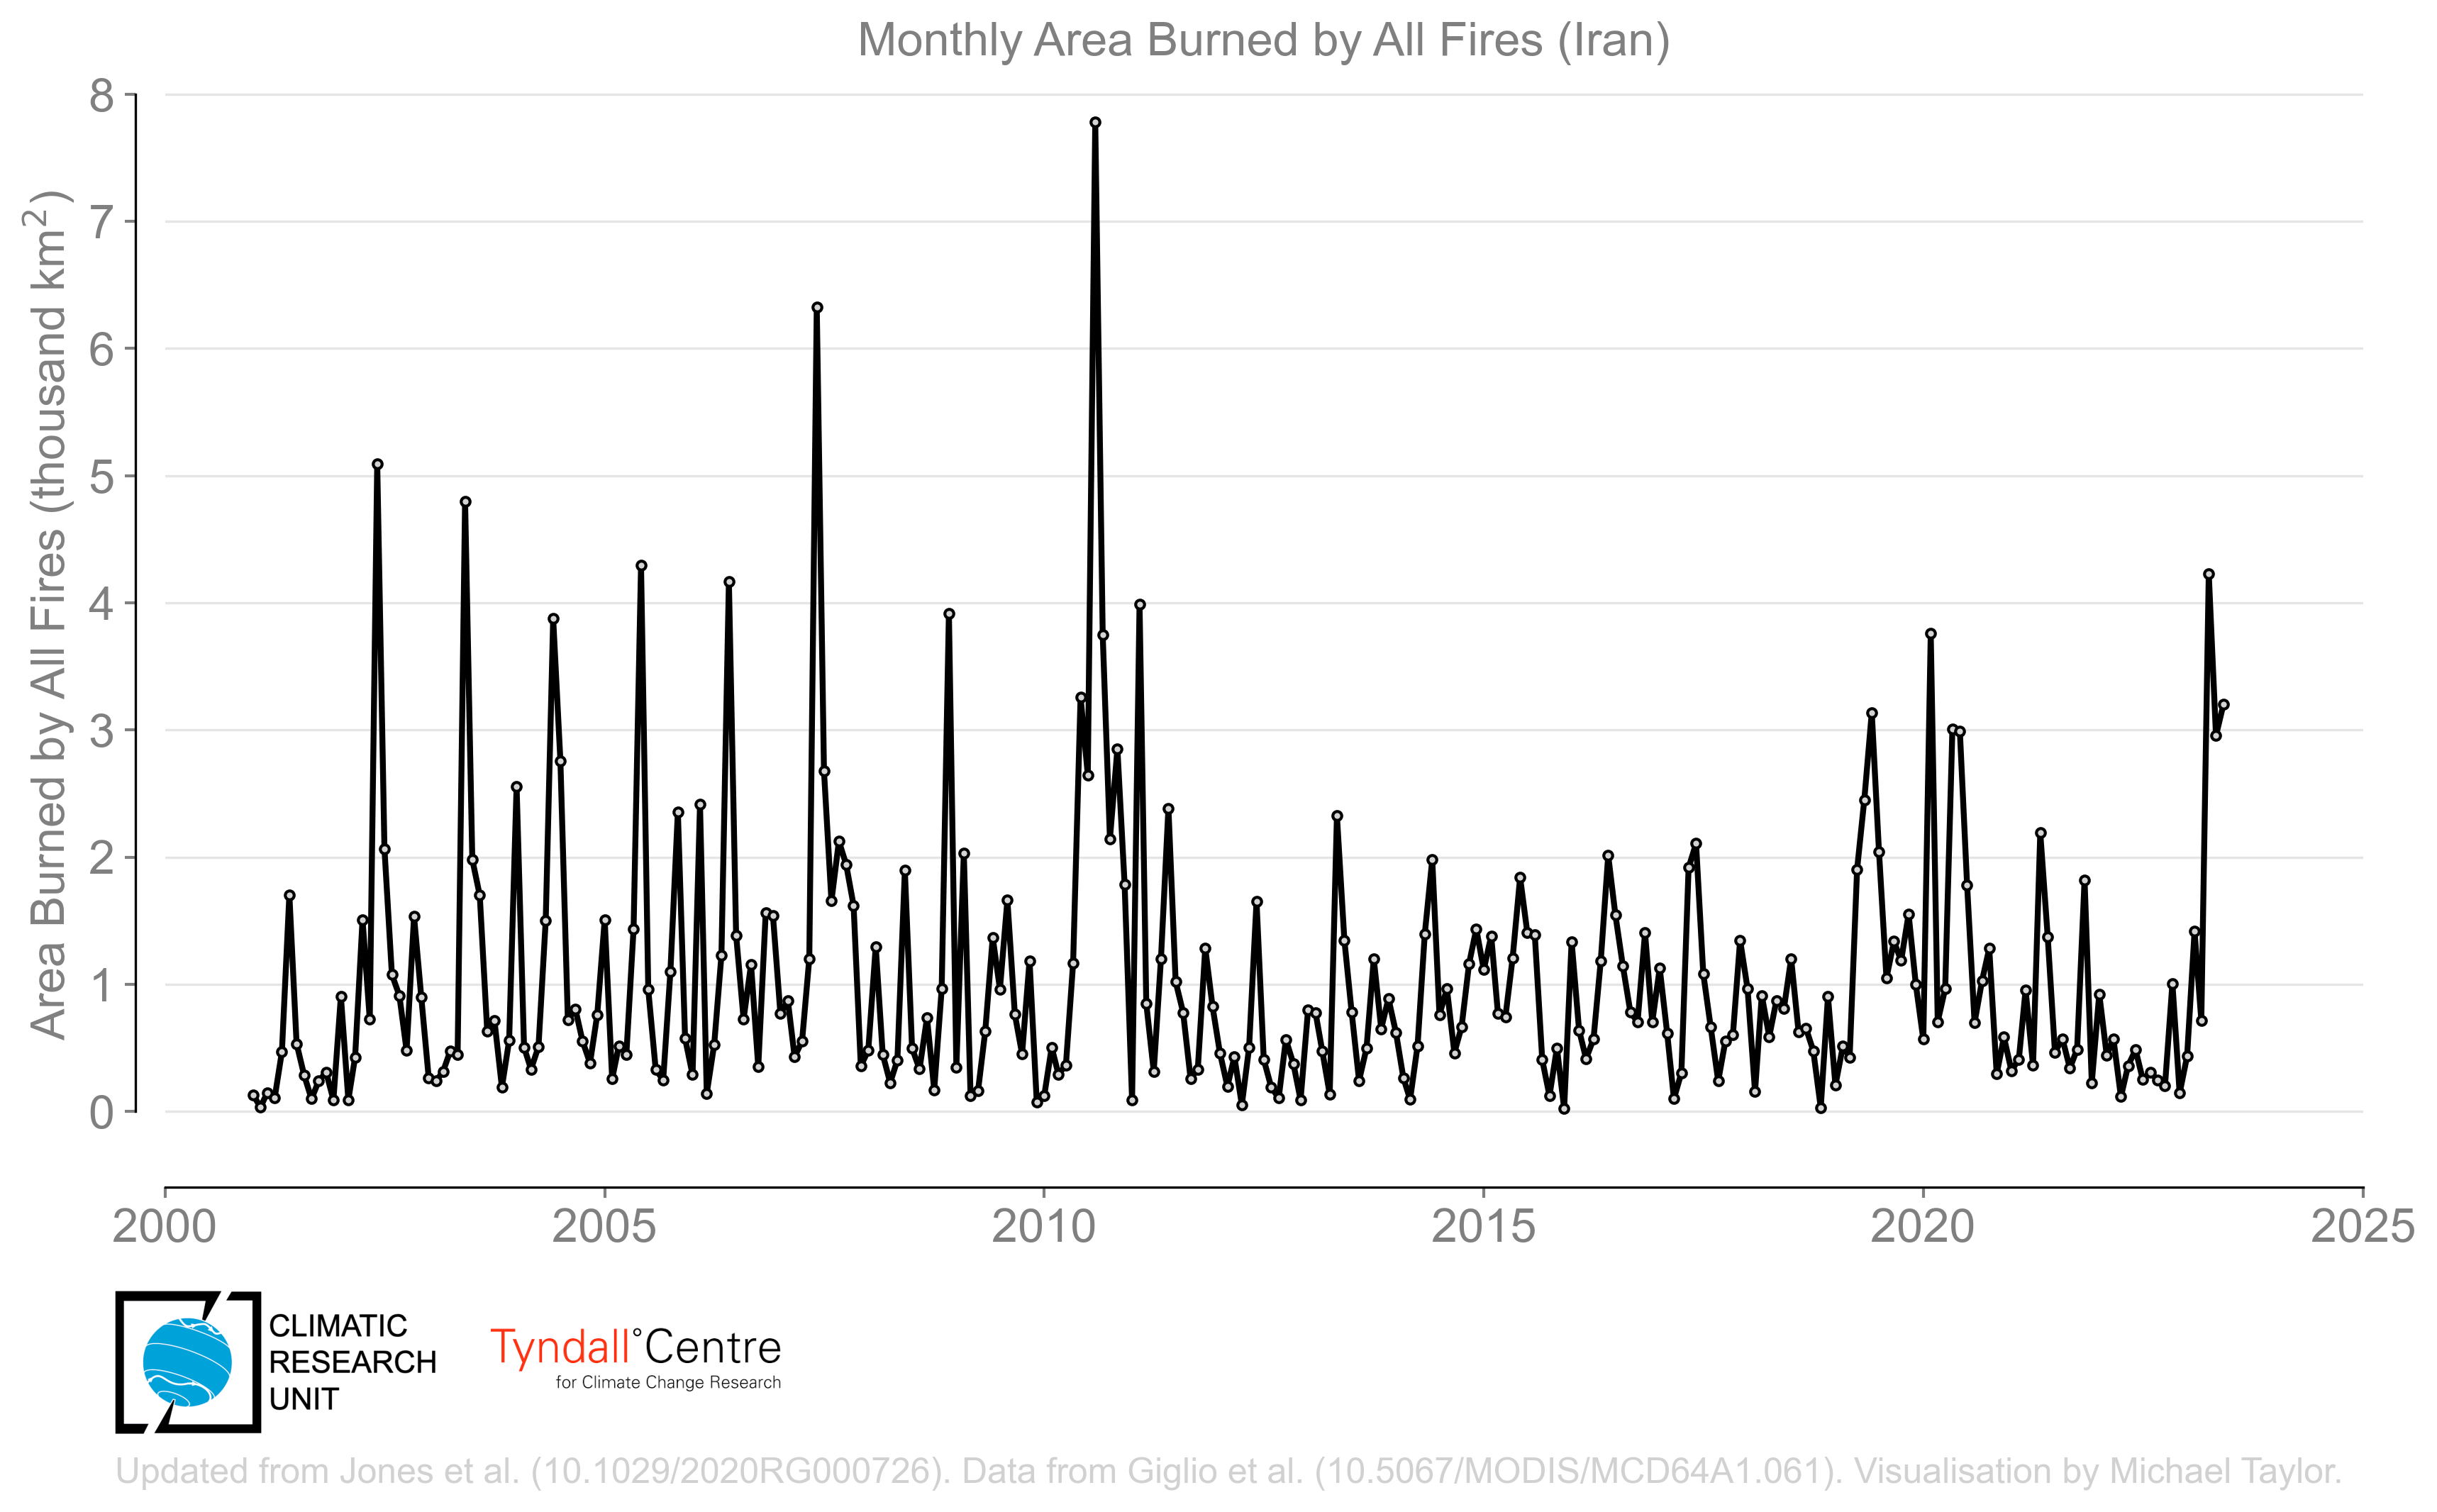 Monthly Area Burned by All Fires (Iran)
Area Burned by All Fires (thousand km²)
8
7
6
5
4
3
2
1
0
2000 2005 2010 2015 2020 2025
CLIMATIC
RESEARCH
UNIT
Tyndall°Centre
for Climate Change Research
Updated from Jones et al. (10.1029/2020RG000726). Data from Giglio et al. (10.5067/MODIS/MCD64A1.061). Visualisation by Michael Taylor.